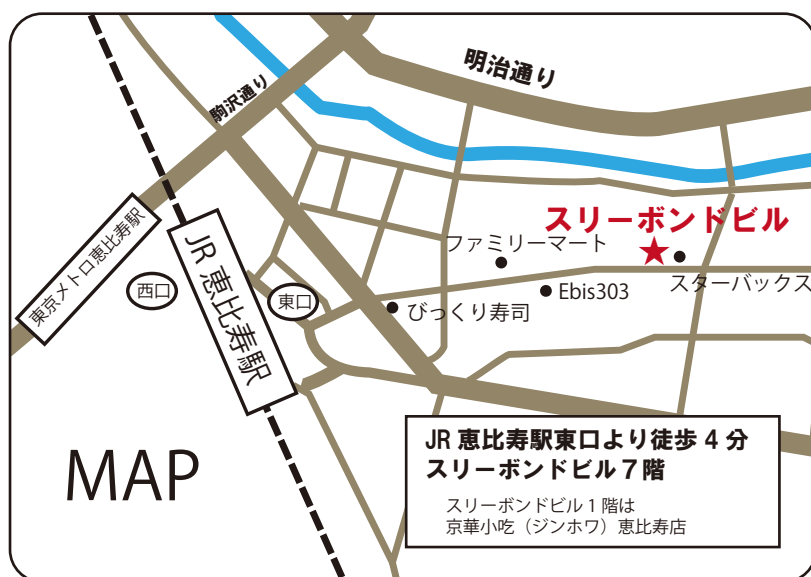 明治通り
駒沢通り
スリーボンドビル
ファミリーマート
スターバックス
東京メトロ恵比寿駅
西口
JR 恵比寿駅
東口
Ebis303
びっくり寿司
MAP
JR 恵比寿駅東口より徒歩 4 分
スリーボンドビル 7 階
スリーボンドビル 1 階は
京華小吃（ジンホワ）恵比寿店